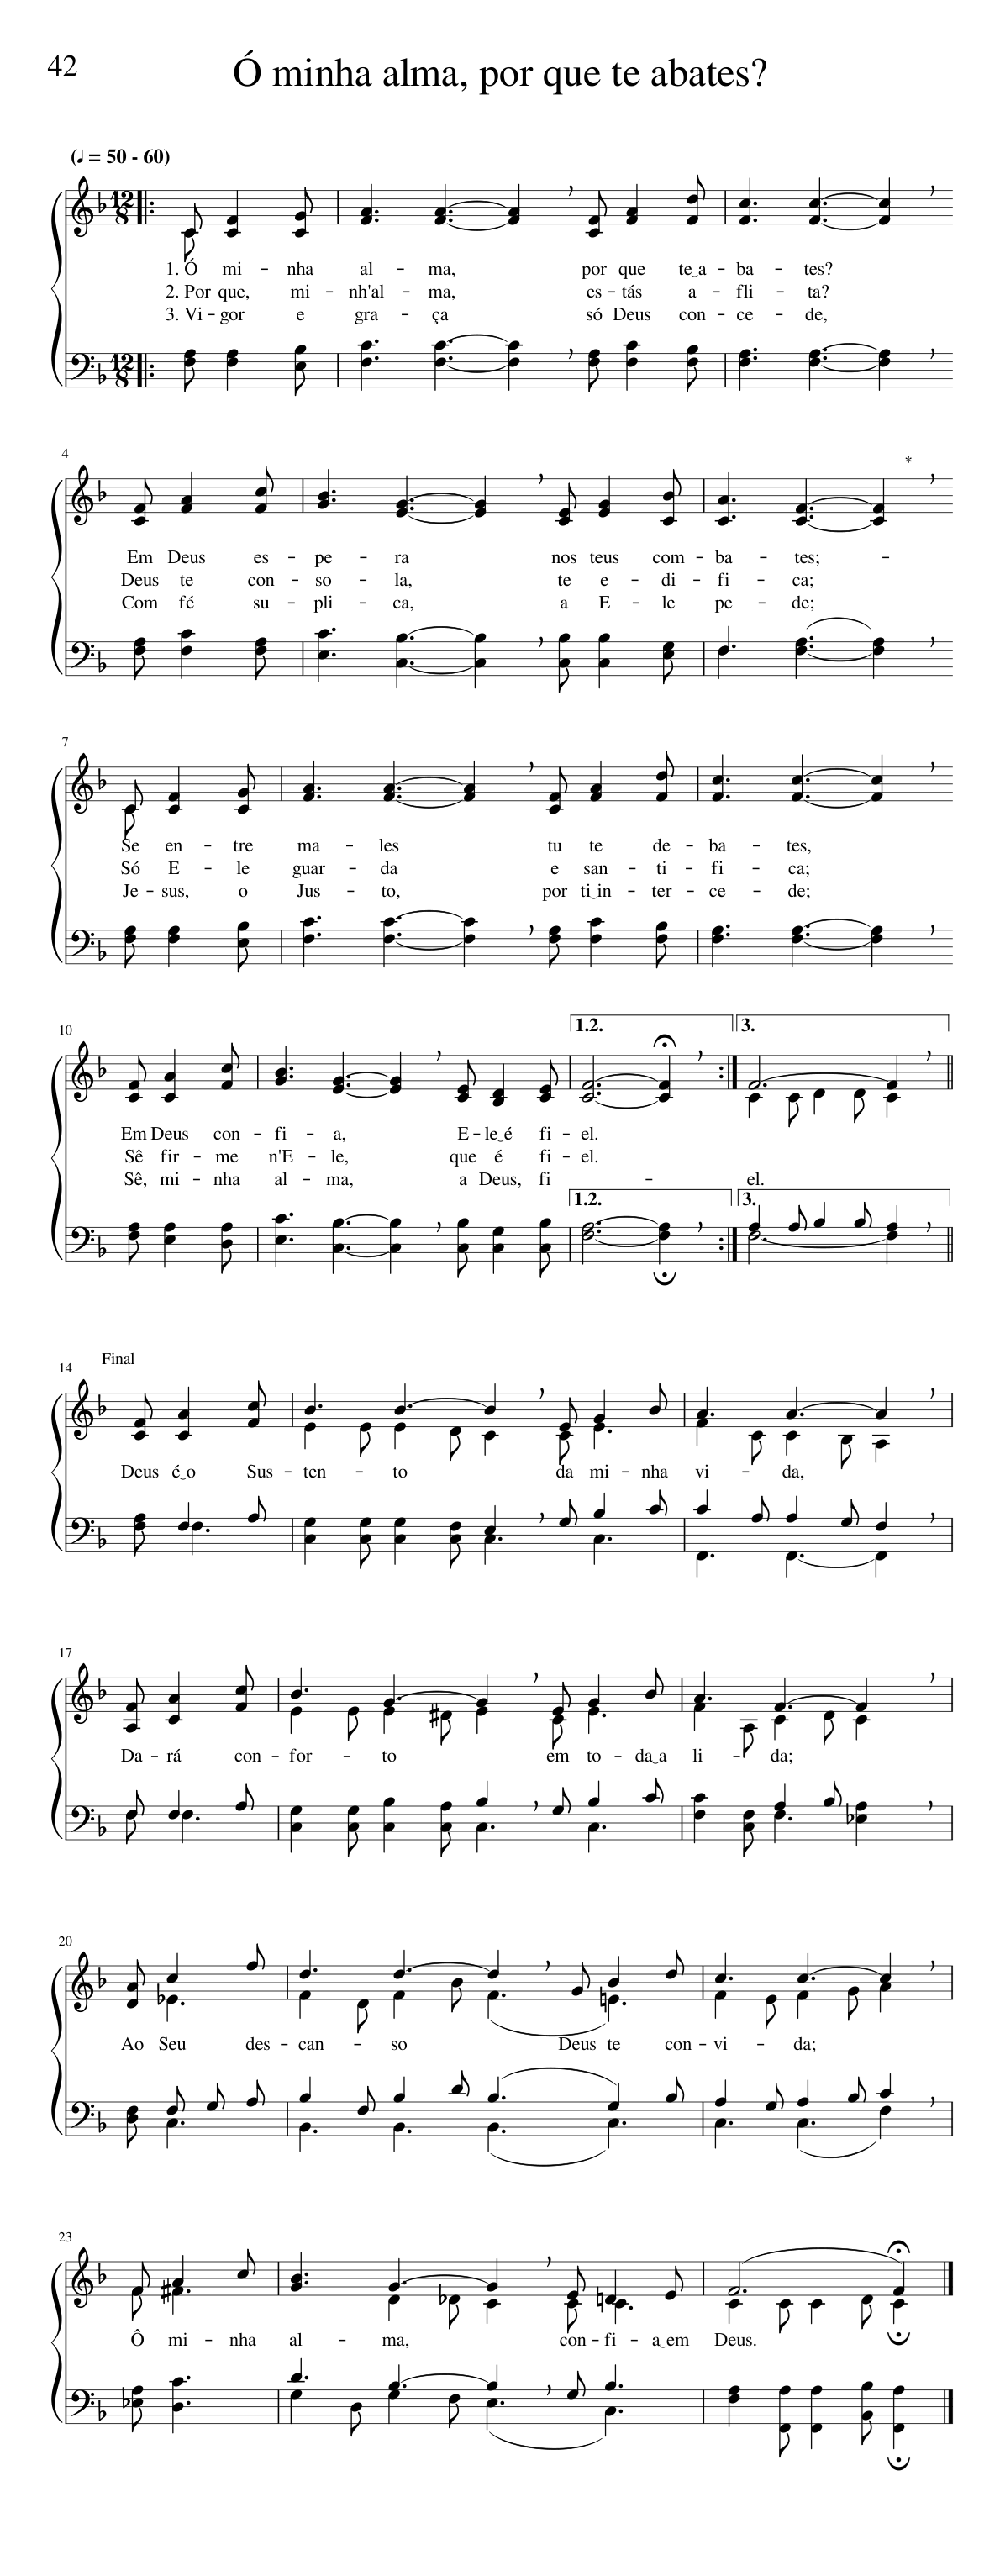 42
Ó minha alma, por que te abates?
(♩ = 50 - 60)
1. Ó mi - nha al - ma, por que te‿a - ba - tes?
2. Por que, mi - nh'al - ma, es - tás a - fli - ta?
3. Vi - gor e gra - ça só Deus con - ce - de,
4
*
Em Deus es - pe - ra nos teus com - ba - tes; -
Deus te con - so - la, te e - di - fi - ca;
Com fé su - pli - ca, a E - le pe - de;
7
Se en - tre ma - les tu te de - ba - tes,
Só E - le guar - da e san - ti - fi - ca;
Je - sus, o Jus - to, por ti‿in - ter - ce - de;
10
1.2. 3.
Em Deus con - fi - a, E - le‿é fi - el.
Sê fir - me n'E - le, que é fi - el.
Sê, mi - nha al - ma, a Deus, fi - el.
1.2. 3.
14
Final
Deus é‿o Sus - ten - to da mi - nha vi - da,
17
Da - rá con - for - to em to - da‿a li - da;
20
Ao Seu des - can - so Deus te con - vi - da;
23
Ô mi - nha al - ma, con - fi - a‿em Deus.